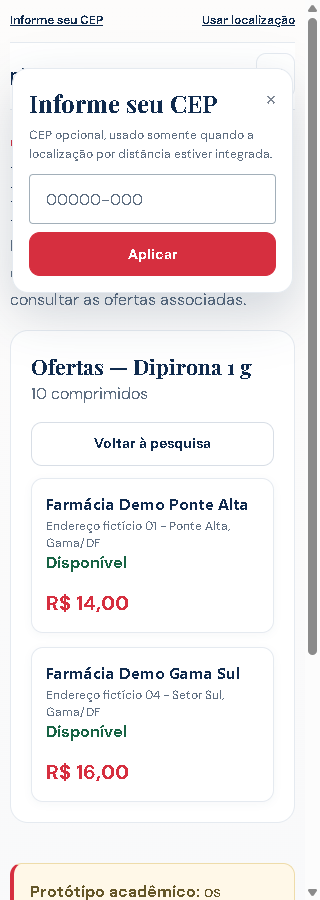 Informe seu CEP
Usar localização
Informe seu CEP
×
CEP opcional, usado somente quando a
localização por distância estiver integrada.
00000-000
Aplicar
consultar as ofertas associadas.
Ofertas — Dipirona 1 g
10 comprimidos
Voltar à pesquisa
Farmácia Demo Ponte Alta
Endereço fictício 01 - Ponte Alta,
Gama/DF
Disponível
R$ 14,00
Farmácia Demo Gama Sul
Endereço fictício 04 - Setor Sul,
Gama/DF
Disponível
R$ 16,00
Protótipo acadêmico: os